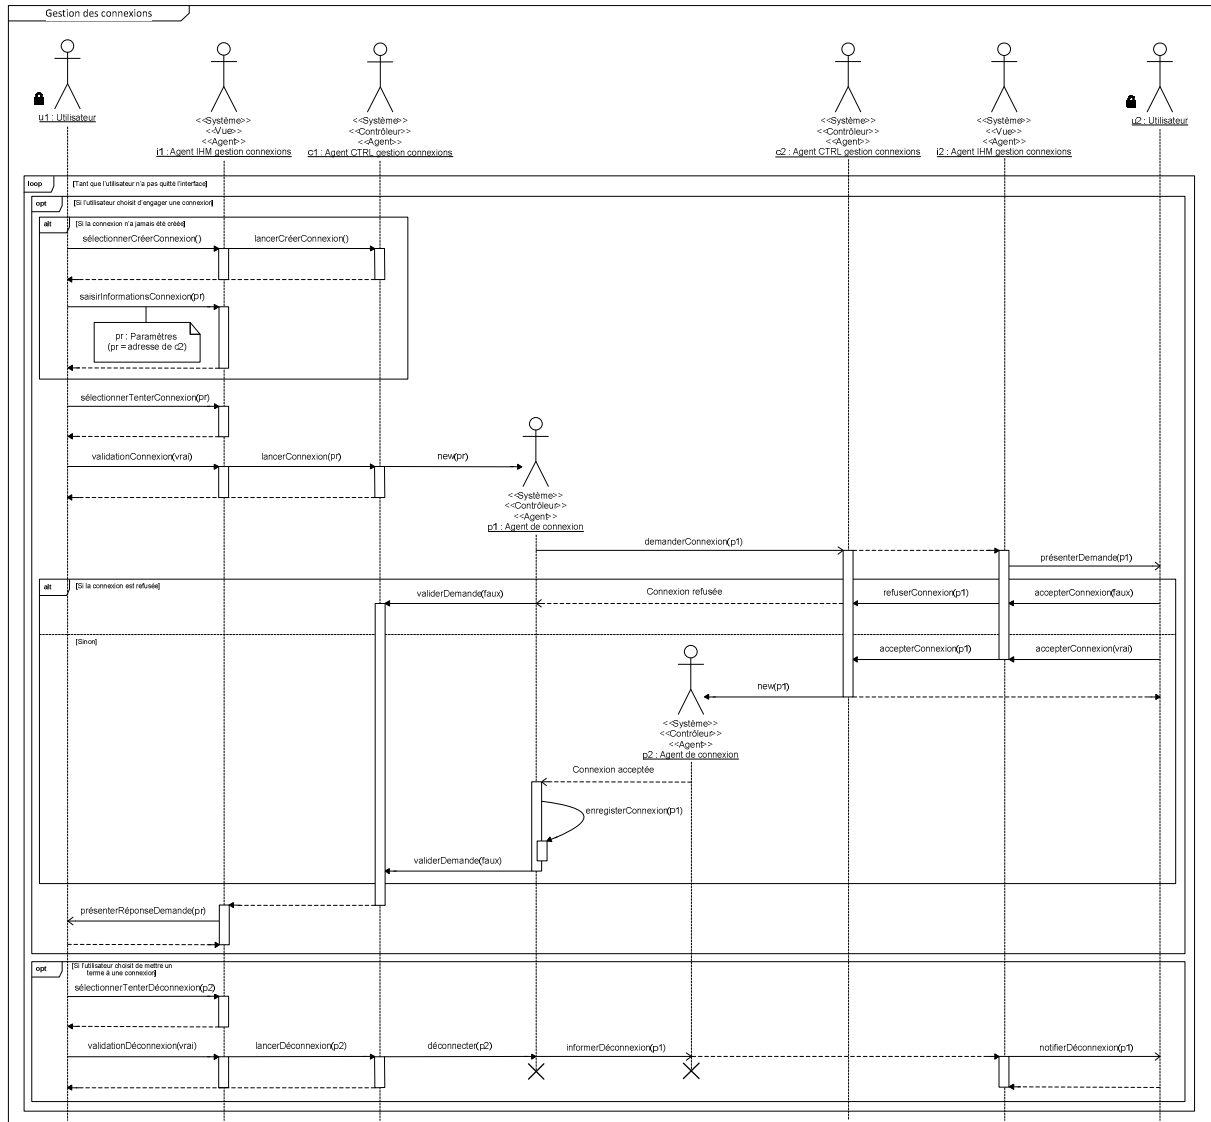 Gestion des connexions
u1 : Utilisateur
<<Système>>
<<Vue>>
<<Agent>>
i1 : Agent IHM gestion connexions
<<Système>>
<<Contrôleur>>
<<Agent>>
c1 : Agent CTRL gestion connexions
<<Système>>
<<Contrôleur>>
<<Agent>>
c2 : Agent CTRL gestion connexions
<<Système>>
<<Vue>>
<<Agent>>
i2 : Agent IHM gestion connexions
u2 : Utilisateur
loop
[Tant que l'utilisateur n'a pas quitté l'interface]
opt
[Si l'utilisateur choisit d'engager une connexion]
alt
[Si la connexion n'a jamais été créée]
sélectionnerCréerConnexion()
lancerCréerConnexion()
saisirInformationsConnexion(pr)
pr : Paramètres
(pr = adresse de c2)
sélectionnerTenterConnexion(pr)
validationConnexion(vrai)
lancerConnexion(pr)
new(pr)
<<Système>>
<<Contrôleur>>
<<Agent>>
p1 : Agent de connexion
demanderConnexion(p1)
présenterDemande(p1)
alt
[Si la connexion est refusée]
validerDemande(faux)
Connexion refusée
refuserConnexion(p1)
accepterConnexion(faux)
[Sinon]
accepterConnexion(p1)
accepterConnexion(vrai)
new(p1)
<<Système>>
<<Contrôleur>>
<<Agent>>
p2 : Agent de connexion
Connexion acceptée
enregisterConnexion(p1)
validerDemande(faux)
présenterRéponseDemande(pr)
opt
[Si l'utilisateur choisit de mettre un
terme à une connexion]
sélectionnerTenterDéconnexion(p2)
validationDéconnexion(vrai)
lancerDéconnexion(p2)
déconnecter(p2)
informerDéconnexion(p1)
notifierDéconnexion(p1)